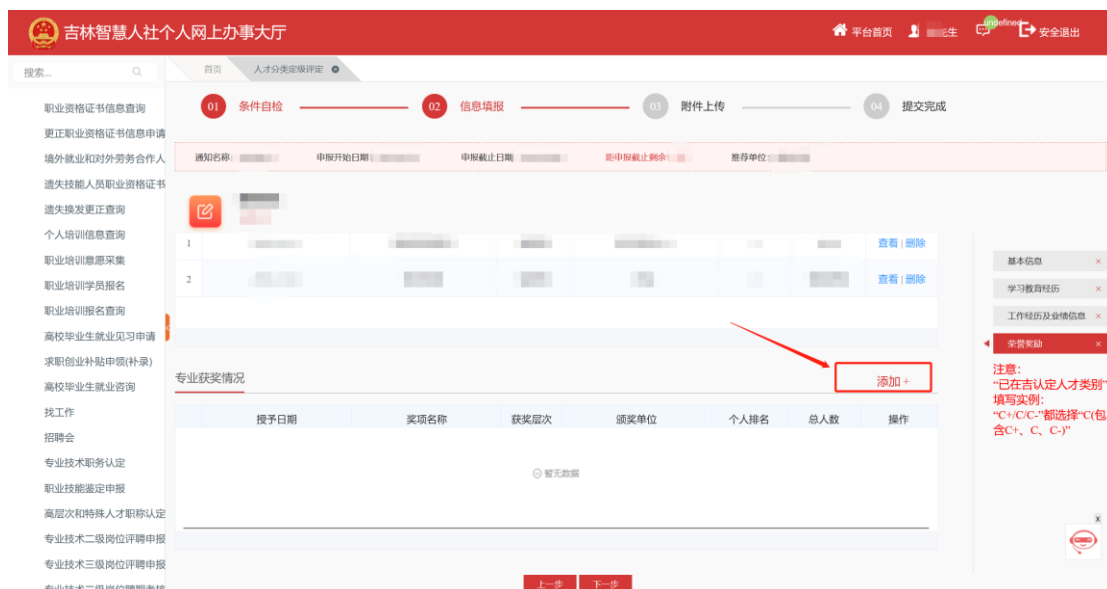 吉林智慧人社个人网上办事大厅
平台首页 生 undefined 安全退出
搜索... 首页 人才分类定级评定
01 条件自检 02 信息填报 03 附件上传 04 提交完成
通知名称: 申报开始日期: 申报截止日期 距申报截止剩余: 推荐单位:
职业资格证书信息查询
更正职业资格证书信息申请
境外就业和对外劳务合作人
遗失技能人员职业资格证书
遗失换发更正查询
个人培训信息查询
职业培训意愿采集
职业培训学员报名
职业培训报名查询
高校毕业生就业见习申请
求职创业补贴申领(补录)
高校毕业生就业咨询
找工作
招聘会
专业技术职务认定
职业技能鉴定申报
高层次和特殊人才职称认定
专业技术二级岗位评聘申报
专业技术三级岗位评聘申报
1 查看 | 删除
2 查看 | 删除
专业获奖情况
添加 +
授予日期 奖项名称 获奖层次 颁奖单位 个人排名 总人数 操作
暂无数据
上一步 下一步
基本信息 ×
学习教育经历 ×
工作经历及业绩信息 ×
荣誉奖励 ×
注意:
“已在吉认定人才类别”
填写实例:
“C+/C/C-”都选择“C(包
含C+、C、C-)”
x